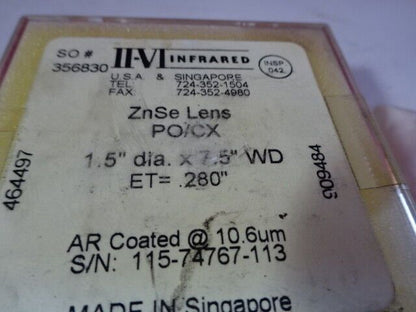 SO # II-VI INFRARED INSP
356830 U.S.A & SINGAPORE 042
TEL: 724-352-1504
FAX 724-352-4980
ZnSe Lens
PO/CX
1.5" dia. x 7.5" WD
ET= .280"
464497
909484
AR Coated @ 10.6um
S/N: 115-74767-113
MADE IN Singapore